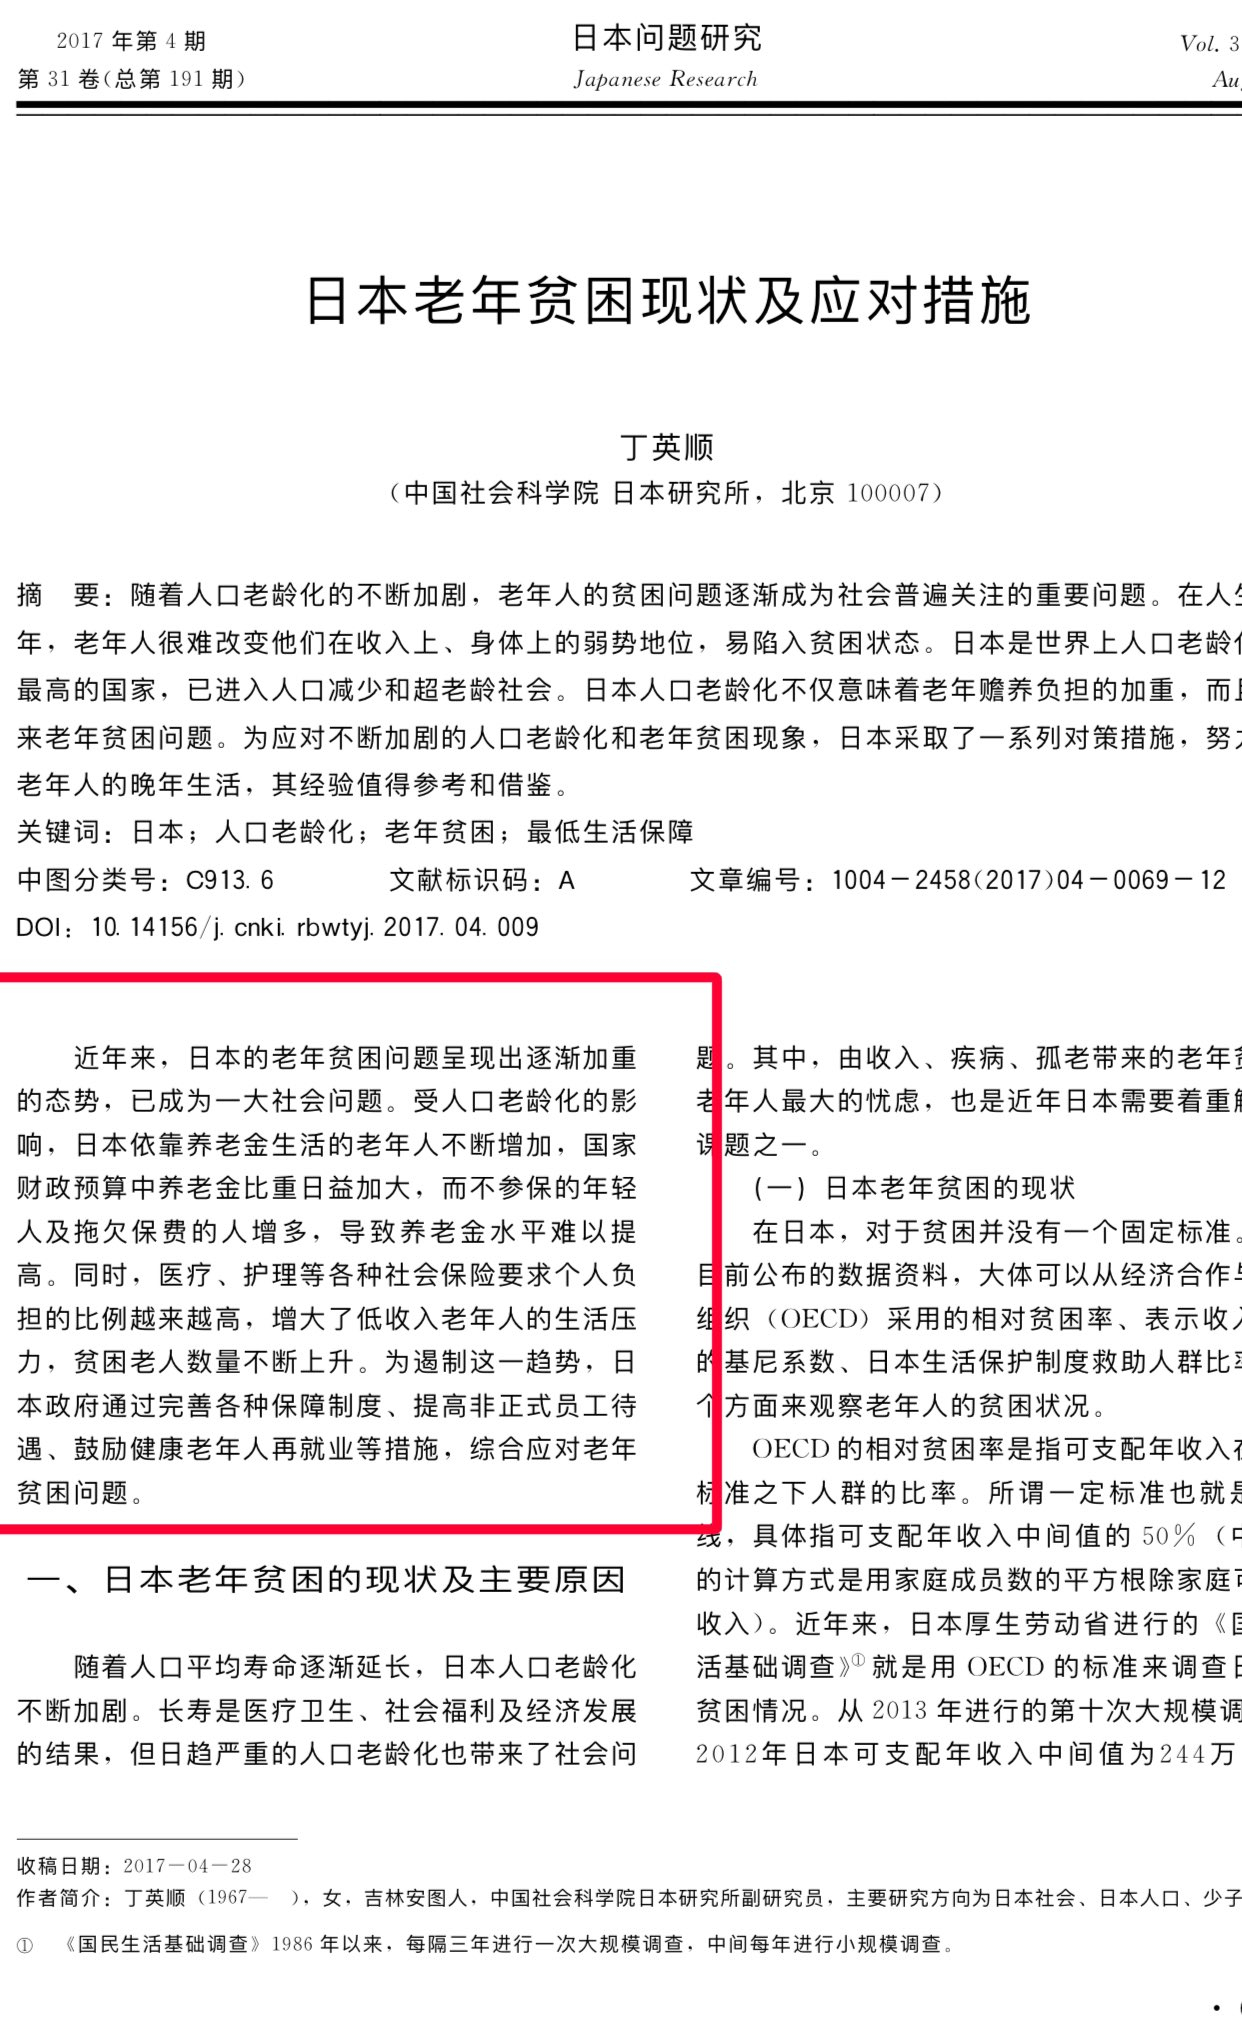 2017 年第 4 期
第 31 卷(总第 191 期)
日本问题研究
Japanese Research
Vol. 3
日本老年贫困现状及应对措施
丁英顺
（中国社会科学院 日本研究所，北京 100007）
摘　要：随着人口老龄化的不断加剧，老年人的贫困问题逐渐成为社会普遍关注的重要问题。在人生
年，老年人很难改变他们在收入上、身体上的弱势地位，易陷入贫困状态。日本是世界上人口老龄化
最高的国家，已进入人口减少和超老龄社会。日本人口老龄化不仅意味着老年赡养负担的加重，而且
来老年贫困问题。为应对不断加剧的人口老龄化和老年贫困现象，日本采取了一系列对策措施，努力
老年人的晚年生活，其经验值得参考和借鉴。
关键词：日本；人口老龄化；老年贫困；最低生活保障
中图分类号：C913. 6　文献标识码：A　文章编号：1004－2458(2017)04－0069－12
DOI：10. 14156/j. cnki. rbwtyj. 2017. 04. 009
近年来，日本的老年贫困问题呈现出逐渐加重
的态势，已成为一大社会问题。受人口老龄化的影
响，日本依靠养老金生活的老年人不断增加，国家
财政预算中养老金比重日益加大，而不参保的年轻
人及拖欠保费的人增多，导致养老金水平难以提
高。同时，医疗、护理等各种社会保险要求个人负
担的比例越来越高，增大了低收入老年人的生活压
力，贫困老人数量不断上升。为遏制这一趋势，日
本政府通过完善各种保障制度、提高非正式员工待
遇、鼓励健康老年人再就业等措施，综合应对老年
贫困问题。
一、日本老年贫困的现状及主要原因
随着人口平均寿命逐渐延长，日本人口老龄化
不断加剧。长寿是医疗卫生、社会福利及经济发展
的结果，但日趋严重的人口老龄化也带来了社会问
题。其中，由收入、疾病、孤老带来的老年贫
老年人最大的忧虑，也是近年日本需要着重解
课题之一。
（一）日本老年贫困的现状
在日本，对于贫困并没有一个固定标准。
目前公布的数据资料，大体可以从经济合作与
组织（OECD）采用的相对贫困率、表示收入
的基尼系数、日本生活保护制度救助人群比率
个方面来观察老年人的贫困状况。
OECD 的相对贫困率是指可支配年收入在
标准之下人群的比率。所谓一定标准也就是
线，具体指可支配年收入中间值的 50％（中
的计算方式是用家庭成员数的平方根除家庭可
收入）。近年来，日本厚生劳动省进行的《国
活基础调查》①就是用 OECD 的标准来调查日
贫困情况。从 2013 年进行的第十次大规模调
2012年日本可支配年收入中间值为244万
收稿日期：2017－04－28
作者简介：丁英顺（1967—　），女，吉林安图人，中国社会科学院日本研究所副研究员，主要研究方向为日本社会、日本人口、少子
①　《国民生活基础调查》1986 年以来，每隔三年进行一次大规模调查，中间每年进行小规模调查。